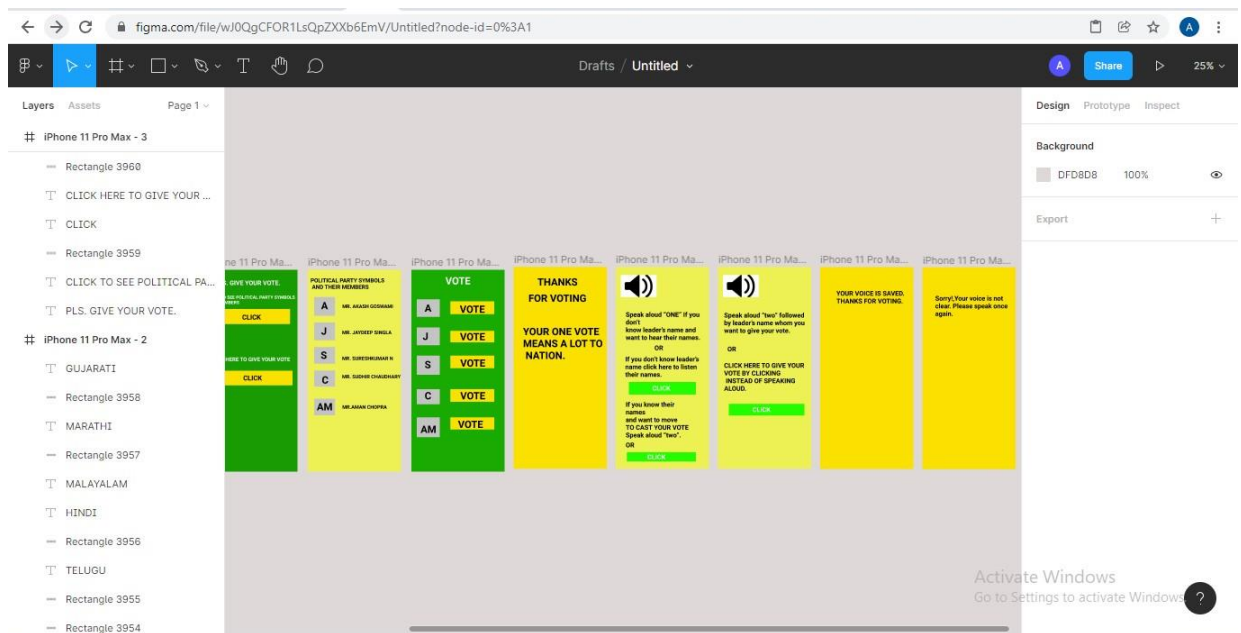 figma.com/file/wJ0QgCFOR1LsQpZXXb6EmV/Untitled?node-id=0%3A1
A
Drafts / Untitled
A
Share
25%
Layers Assets
Page 1
iPhone 11 Pro Max - 3
Rectangle 3960
CLICK HERE TO GIVE YOUR ...
CLICK
Rectangle 3959
CLICK TO SEE POLITICAL PA...
PLS. GIVE YOUR VOTE.
iPhone 11 Pro Max - 2
GUJARATI
Rectangle 3958
MARATHI
Rectangle 3957
MALAYALAM
HINDI
Rectangle 3956
TELUGU
Rectangle 3955
Rectangle 3954
ne 11 Pro Ma...
. GIVE YOUR VOTE.
SEE POLITICAL PARTY SYMBOLS
CLICK
HERE TO GIVE YOUR VOTE
CLICK
iPhone 11 Pro Ma...
POLITICAL PARTY SYMBOLS
AND THEIR MEMBERS
A MR. AKASH GOSWAMI
J MR. JAYDEEP SINGLA
S MR. SURESHKUMAR N
C MR. SUDHIR CHAUDHARY
AM MR.AMAN CHOPRA
iPhone 11 Pro Ma...
VOTE
A VOTE
J VOTE
S VOTE
C VOTE
AM VOTE
iPhone 11 Pro Ma...
THANKS
FOR VOTING
YOUR ONE VOTE
MEANS A LOT TO
NATION.
iPhone 11 Pro Ma...
Speak aloud "ONE" if you
don't
know leader's name and
want to hear their names.
OR
If you don't know leader's
name click here to listen
their names.
CLICK
If you know their
names
and want to move
TO CAST YOUR VOTE
Speak aloud "two".
OR
CLICK
iPhone 11 Pro Ma...
Speak aloud "two" followed
by leader's name whom you
want to give your vote.
OR
CLICK HERE TO GIVE YOUR
VOTE BY CLICKING
INSTEAD OF SPEAKING
ALOUD.
CLICK
iPhone 11 Pro Ma...
YOUR VOICE IS SAVED.
THANKS FOR VOTING.
iPhone 11 Pro Ma...
Sorry!,Your voice is not
clear. Please speak once
again.
Design Prototype Inspect
Background
DFD8D8 100%
Export
Activate Windows
Go to Settings to activate Windows
?